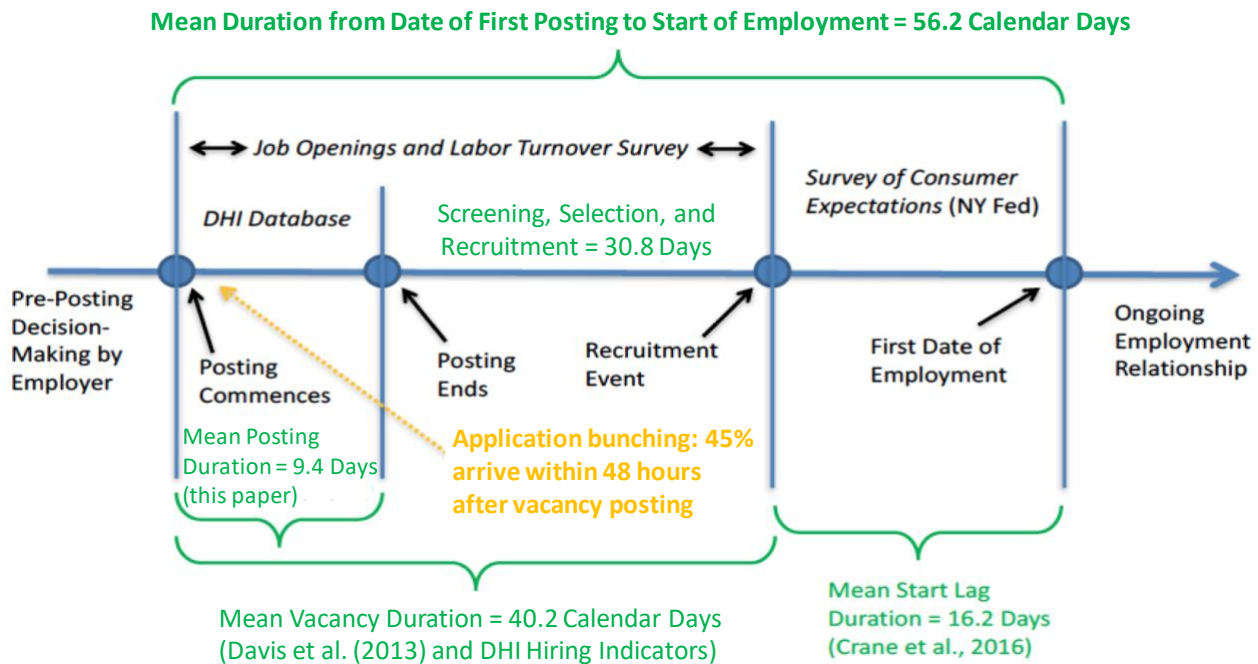 Mean Duration from Date of First Posting to Start of Employment = 56.2 Calendar Days
Job Openings and Labor Turnover Survey
DHI Database
Screening, Selection, and
Recruitment = 30.8 Days
Survey of Consumer
Expectations (NY Fed)
Pre-Posting
Decision-
Making by
Employer
Posting
Commences
Posting
Ends
Recruitment
Event
First Date of
Employment
Ongoing
Employment
Relationship
Mean Posting
Duration = 9.4 Days
(this paper)
Application bunching: 45%
arrive within 48 hours
after vacancy posting
Mean Vacancy Duration = 40.2 Calendar Days
(Davis et al. (2013) and DHI Hiring Indicators)
Mean Start Lag
Duration = 16.2 Days
(Crane et al., 2016)